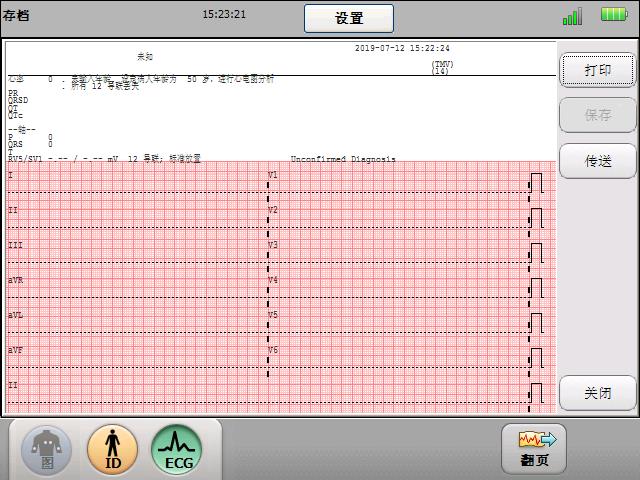 存档 15:23:21 设置
2019-07-12 15:22:24
未知
(TMV)
(14)
心率 0 . 未输入年龄, 设定病人年龄为 50 岁, 进行心电图分析
. 所有 12 导联丢失
PR
QRSD
QT
QTc
--轴--
P 0
QRS 0
T
RV5/SV1 -.-- / -.-- mV 12 导联; 标准放置 Unconfirmed Diagnosis
I V1
II V2
III V3
aVR V4
aVL V5
aVF V6
II
打印
保存
传送
关闭
图 ID ECG 翻页